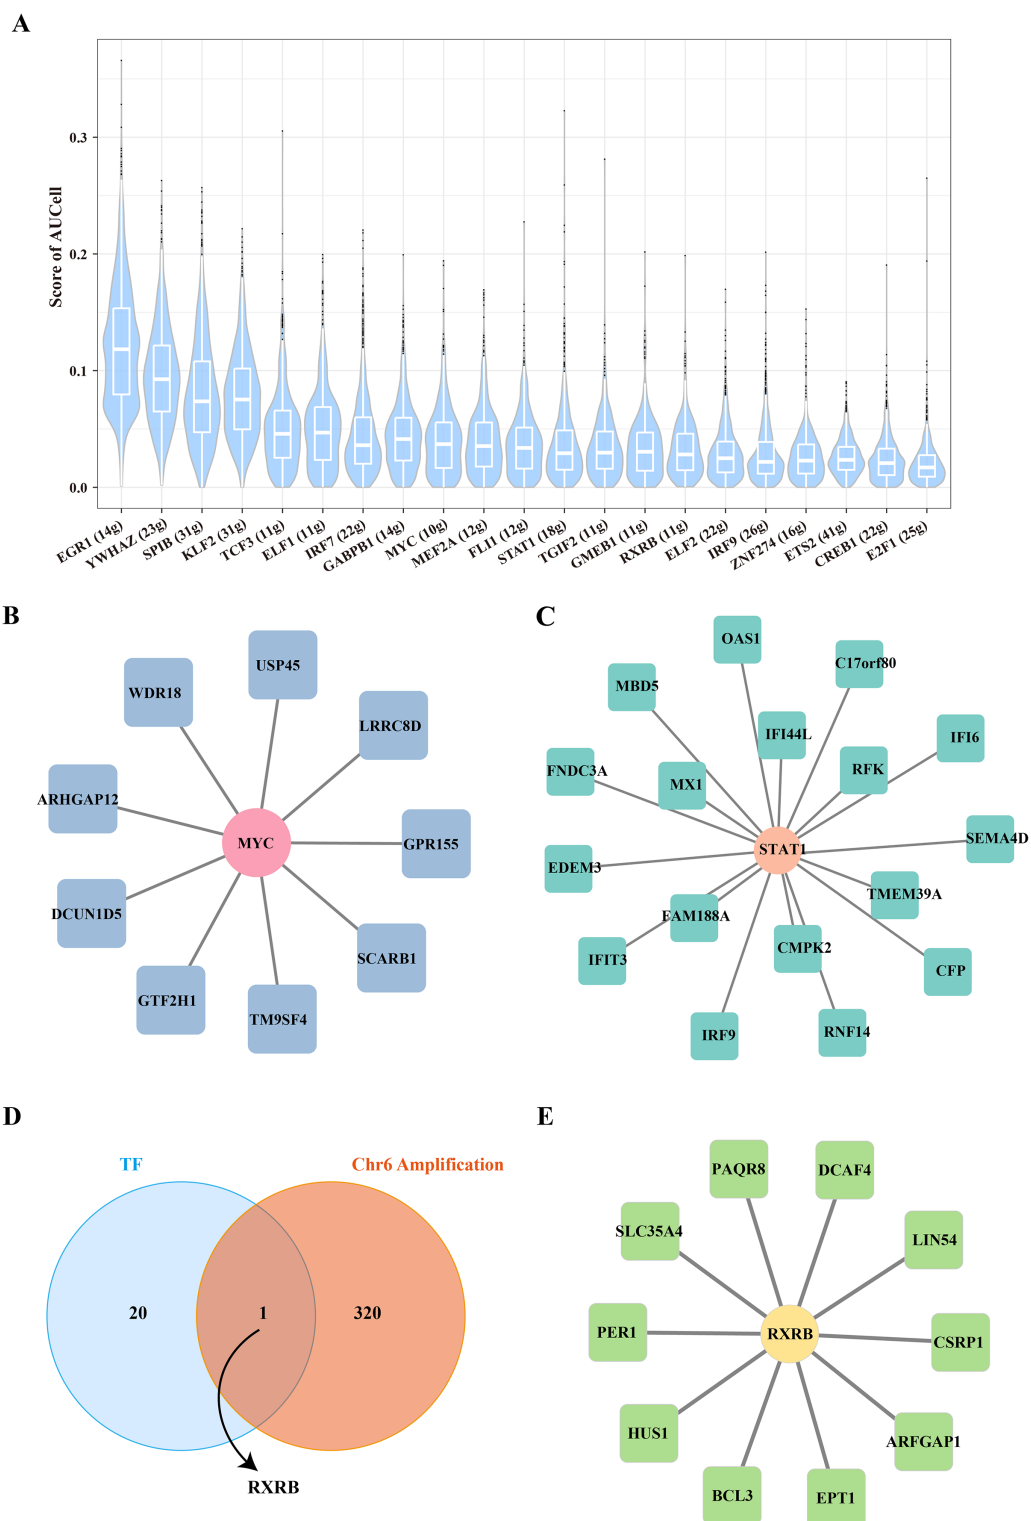 A
Score of AUCell
0.3
0.2
0.1
0.0
EGR1 (14g)
YWHAZ (23g)
SPIB (31g)
KLF2 (31g)
TCF3 (11g)
ELF1 (11g)
IRF7 (22g)
GABPB1 (14g)
MYC (10g)
MEF2A (12g)
FLI1 (12g)
STAT1 (18g)
TGIF2 (11g)
GMEB1 (11g)
RXRB (11g)
ELF2 (22g)
IRF9 (26g)
ZNF274 (16g)
ETS2 (41g)
CREB1 (22g)
E2F1 (25g)
B
USP45
WDR18
LRRC8D
ARHGAP12
MYC
GPR155
DCUN1D5
SCARB1
GTF2H1
TM9SF4
C
OAS1
C17orf80
MBD5
IFI44L
IFI6
FNDC3A
MX1
RFK
STAT1
SEMA4D
EDEM3
TMEM39A
FAM188A
CMPK2
IFIT3
CFP
IRF9
RNF14
D
TF
Chr6 Amplification
20
1
320
RXRB
E
PAQR8
DCAF4
SLC35A4
LIN54
PER1
RXRB
CSRP1
HUS1
ARFGAP1
BCL3
EPT1